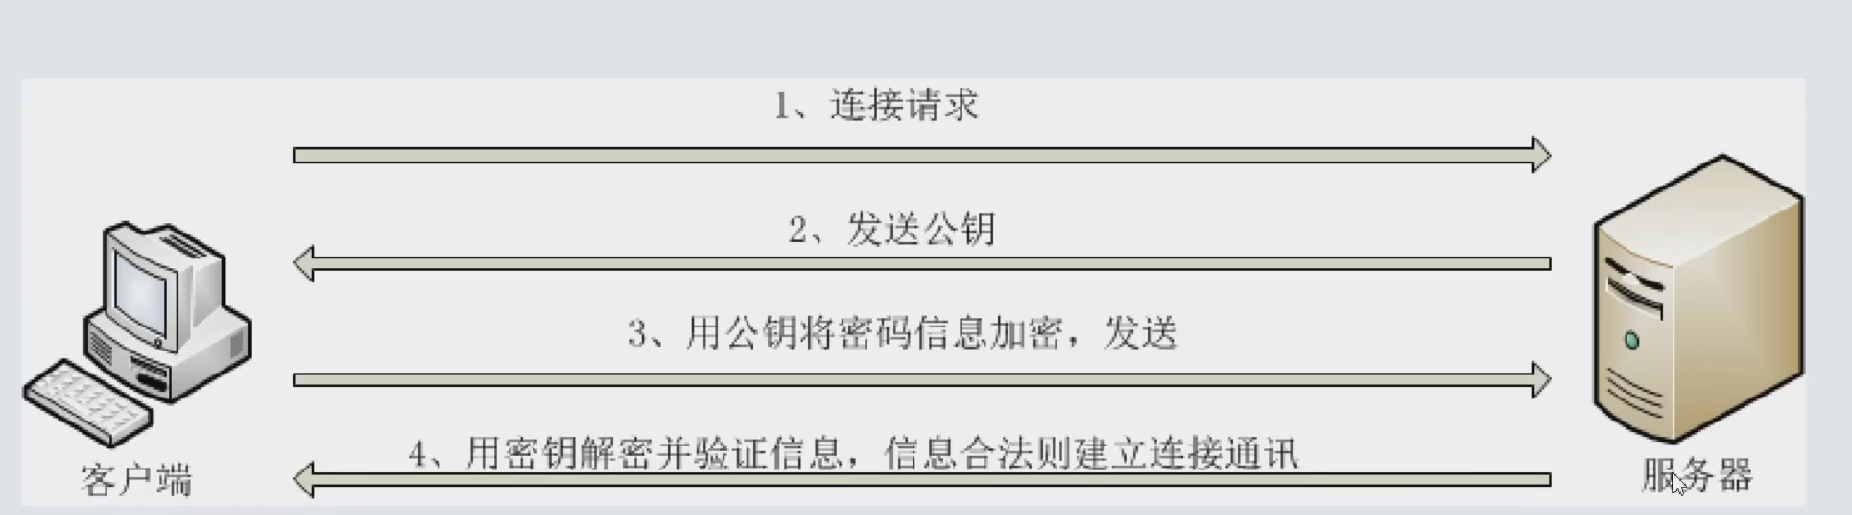 1、连接请求
2、发送公钥
3、用公钥将密码信息加密，发送
4、用密钥解密并验证信息，信息合法则建立连接通讯
客户端
服务器